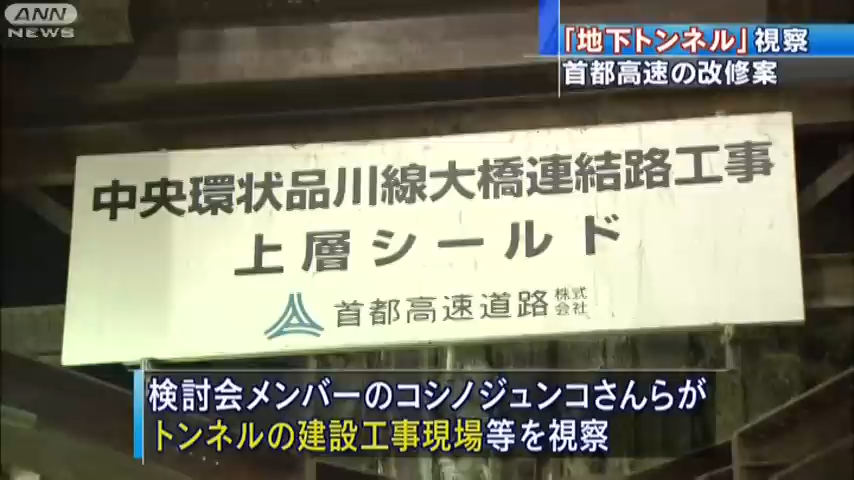 ANN
NEWS
「地下トンネル」視察
首都高速の改修案
中央環状品川線大橋連結路工事
上層シールド
首都高速道路株式会社
検討会メンバーのコシノジュンコさんらが
トンネルの建設工事現場等を視察